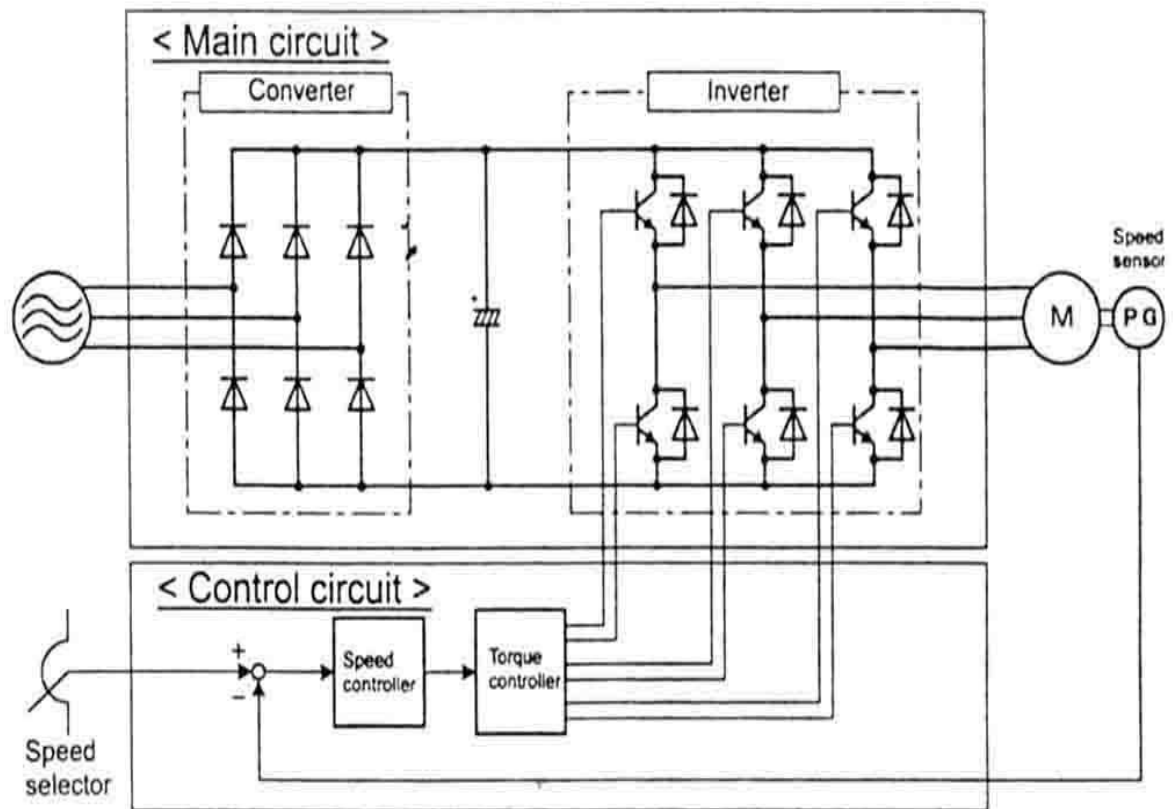 < Main circuit >
Converter
Inverter
Speed
sensor
M
PG
+
< Control circuit >
+
−
Speed
controller
Torque
controller
Speed
selector